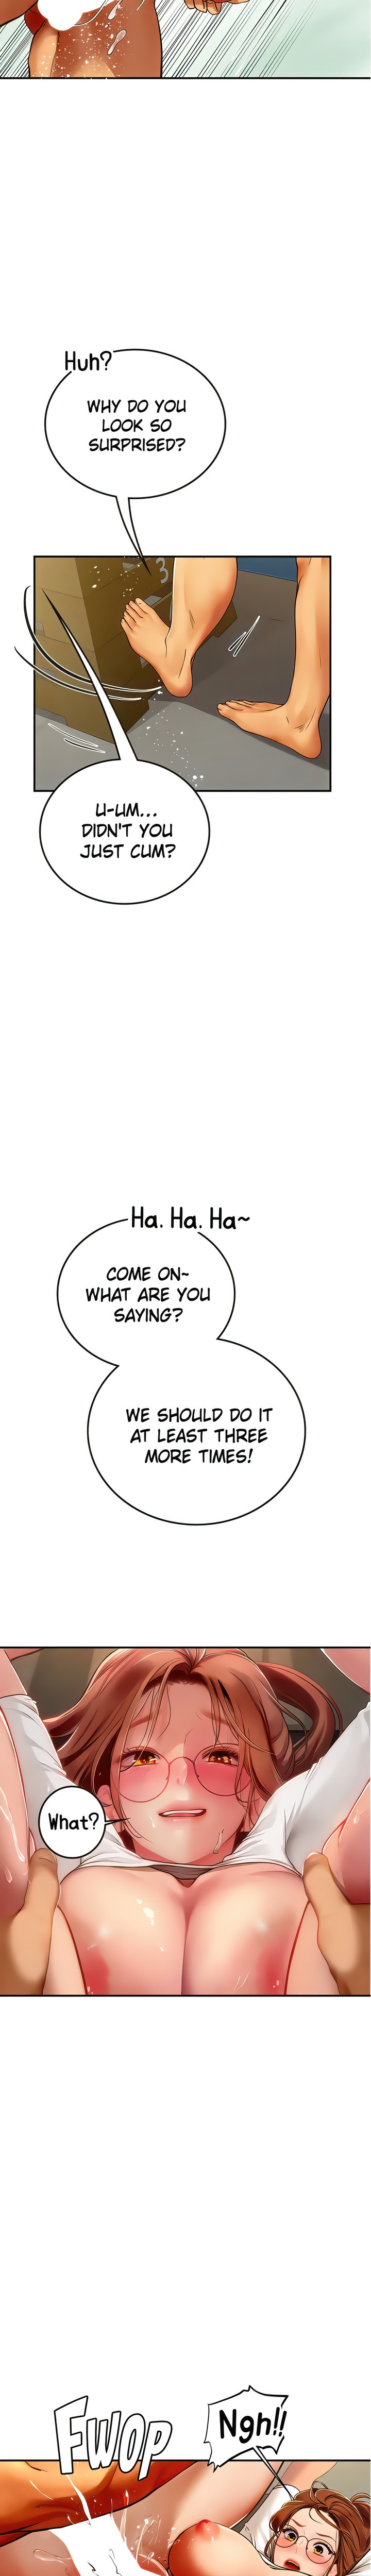 Huh?
WHY DO YOU
LOOK SO
SURPRISED?
3
U-UM...
DIDN'T YOU
JUST CUM?
Ha. Ha. Ha~
COME ON~
WHAT ARE YOU
SAYING?
WE SHOULD DO IT
AT LEAST THREE
MORE TIMES!
What?
FWOP
Ngh!!